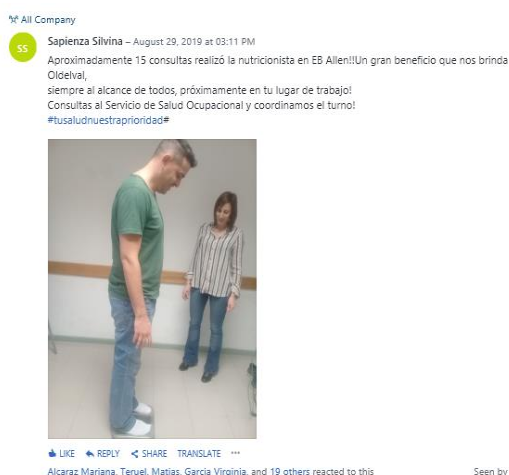 All Company
SS
Sapienza Silvina – August 29, 2019 at 03:11 PM
Aproximadamente 15 consultas realizó la nutricionista en EB Allen!!Un gran beneficio que nos brinda
Oldelval,
siempre al alcance de todos, próximamente en tu lugar de trabajo!
Consultas al Servicio de Salud Ocupacional y coordinamos el turno!
#tusaludnuestraprioridad#
LIKE REPLY SHARE TRANSLATE •••
Alcaraz Mariana, Teruel, Matias, Garcia Virginia, and 19 others reacted to this Seen by